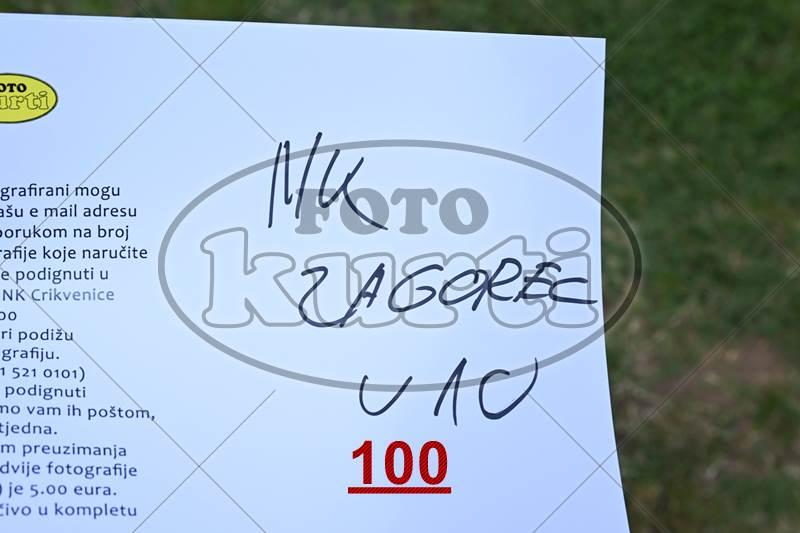 FOTO
kurti
grafirani mogu
ašu e mail adresu
porukom na broj
rafije koje naručite
e podignuti u
NK Crikvenice
00
ri podižu
grafiju.
1 521 0101)
podignuti
mo vam ih poštom,
tjedna.
m preuzimanja
dvije fotografije
) je 5.00 eura.
čivo u kompletu
NK
ZAGOREC
U10
100
FOTO
kurti